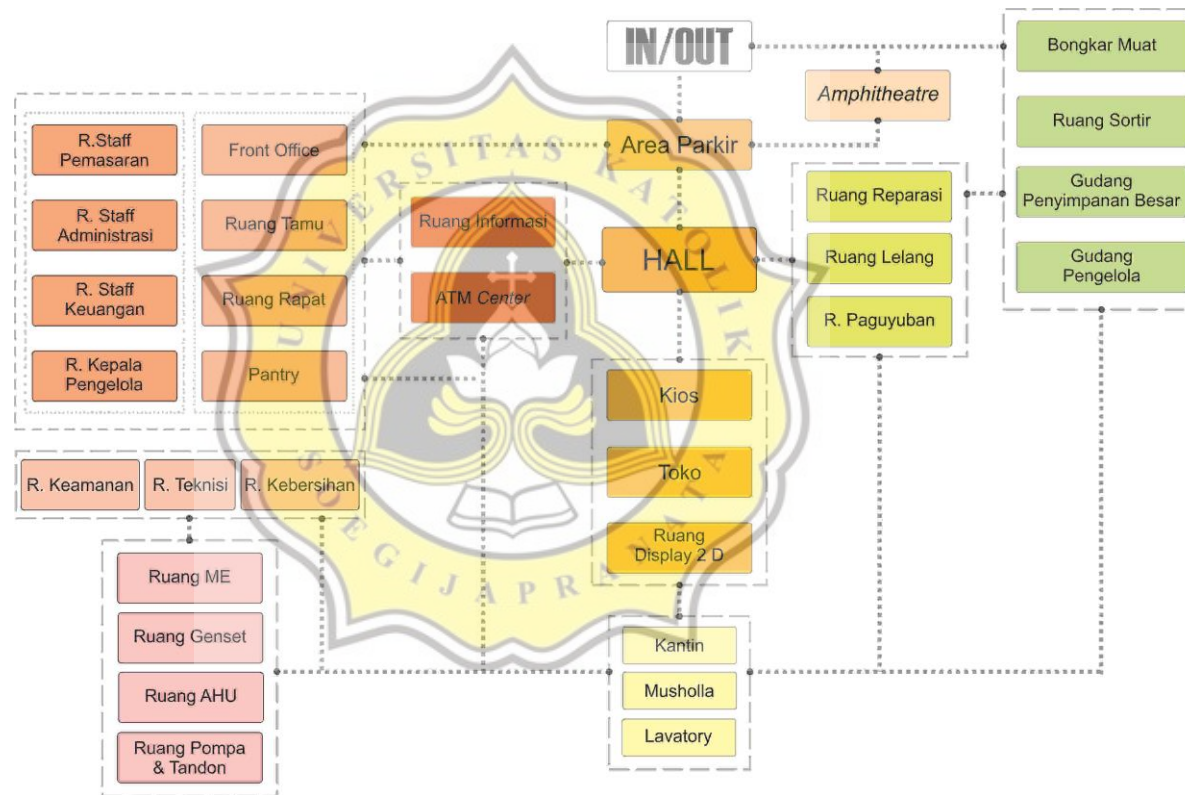 IN/OUT
Bongkar Muat
Amphitheatre
R.Staff
Pemasaran
Front Office
Area Parkir
Ruang Sortir
R. Staff
Administrasi
Ruang Tamu
Ruang Informasi
Ruang Reparasi
Gudang
Penyimpanan Besar
HALL
Ruang Lelang
Gudang
Pengelola
R. Staff
Keuangan
Ruang Rapat
ATM Center
R. Paguyuban
R. Kepala
Pengelola
Pantry
Kios
Toko
Ruang
Display 2 D
R. Keamanan
R. Teknisi
R. Kebersihan
Ruang ME
Ruang Genset
Ruang AHU
Ruang Pompa
& Tandon
Kantin
Musholla
Lavatory
UNIVERSITAS KATOLIK
SOEGIJAPRANATA